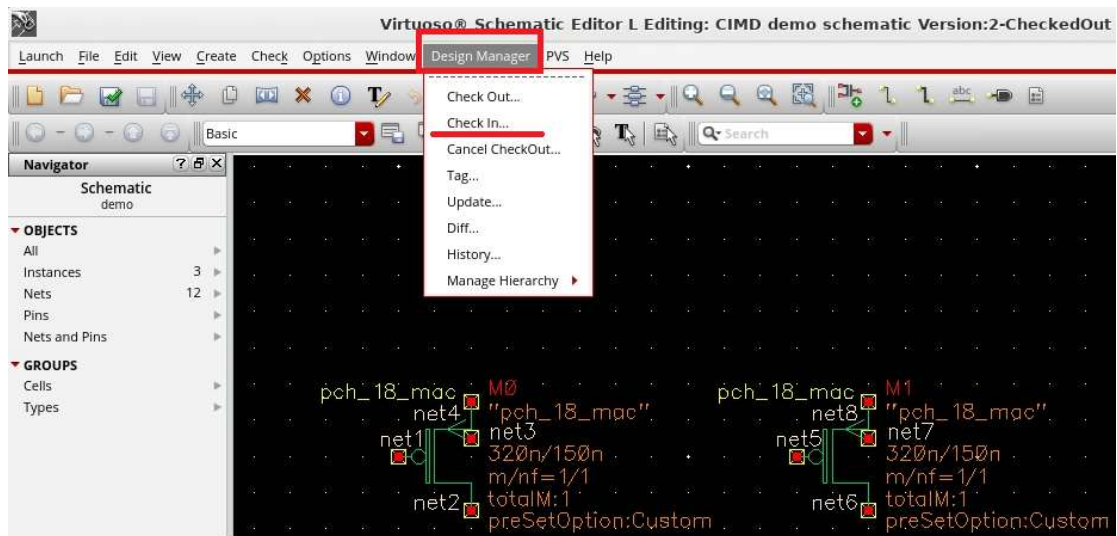 Virtuoso® Schematic Editor L Editing: CIMD demo schematic Version:2-CheckedOut
Launch File Edit View Create Check Options Window Design Manager PVS Help
Check Out...
Check In...
Cancel CheckOut...
Tag...
Update...
Diff...
History...
Manage Hierarchy
abc
Basic
Search
Navigator
Schematic
demo
OBJECTS
All
Instances 3
Nets 12
Pins
Nets and Pins
GROUPS
Cells
Types
pch_18_mac M0
net4 "pch_18_mac"
net1 net3
320n/150n
m/nf=1/1
net2 totalM:1
preSetOption:Custom
pch_18_mac M1
net8 "pch_18_mac"
net5 net7
320n/150n
m/nf=1/1
net6 totalM:1
preSetOption:Custom